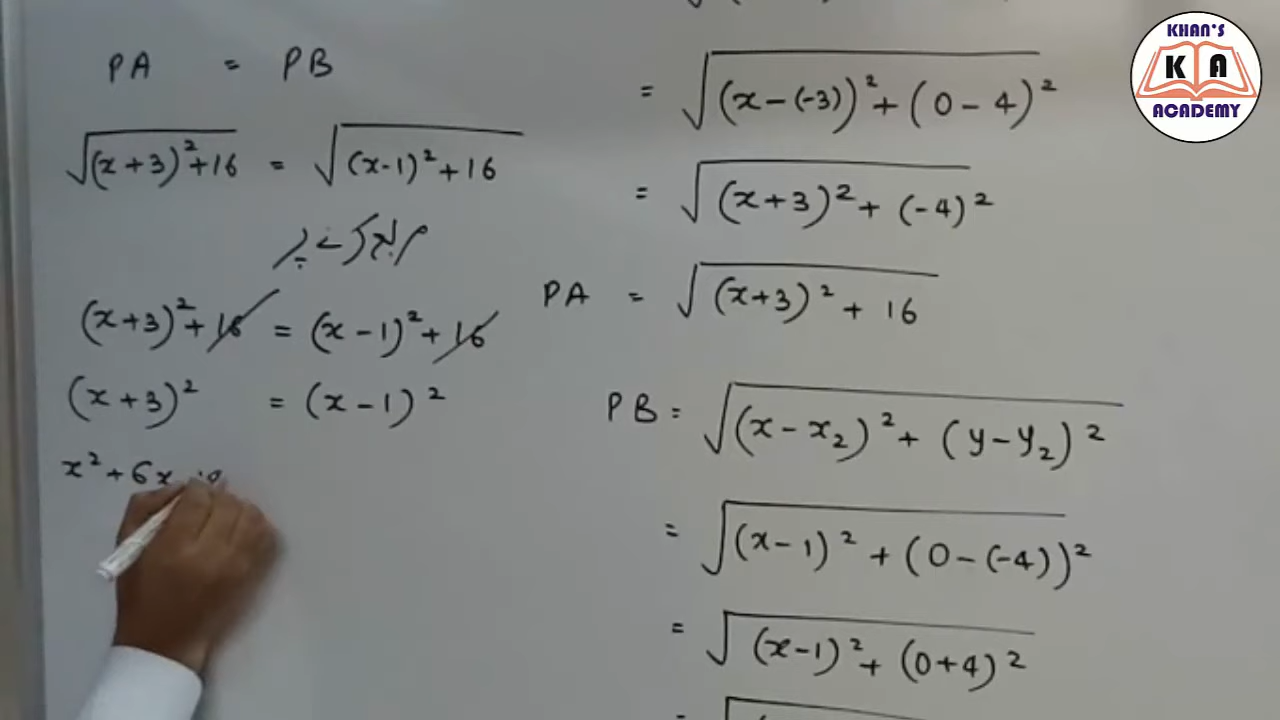 PA = PB
√(x+3)²+16 = √(x-1)²+16
مربع کرنے پر
(x+3)²+16 = (x-1)²+16
(x+3)² = (x-1)²
x²+6x
= √(x-(-3))²+(0-4)²
= √(x+3)²+(-4)²
PA = √(x+3)²+16
PB = √(x-x₂)²+(y-y₂)²
= √(x-1)²+(0-(-4))²
= √(x-1)²+(0+4)²
=
KHAN'S
K A
ACADEMY